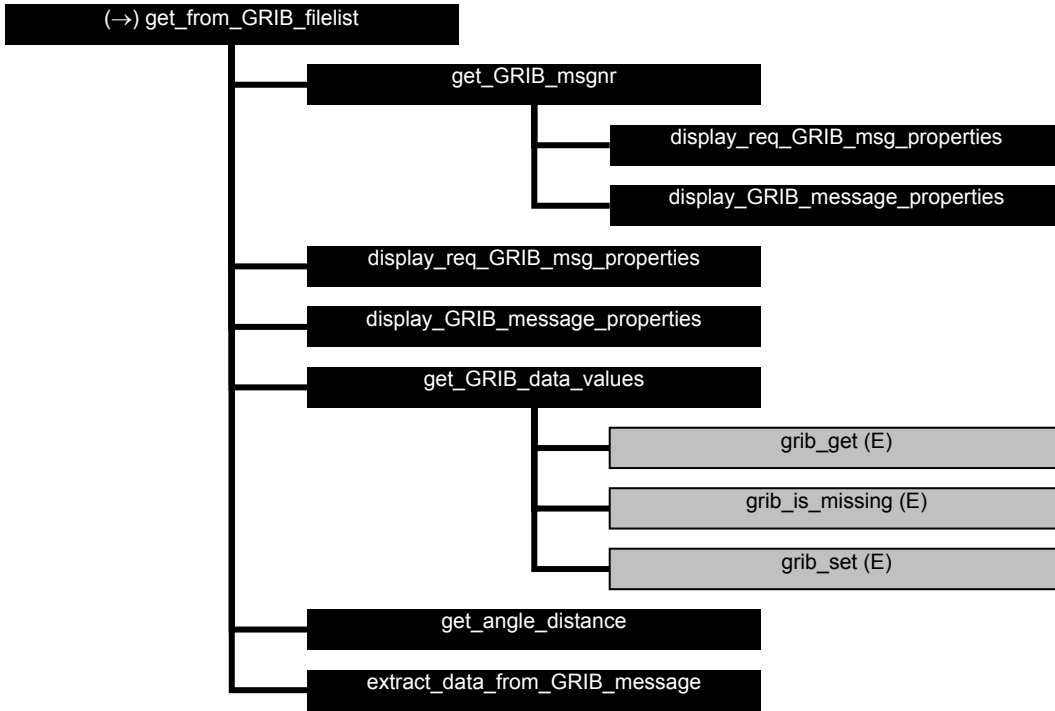 (→) get_from_GRIB_filelist
get_GRIB_msgnr
display_req_GRIB_msg_properties
display_GRIB_message_properties
display_req_GRIB_msg_properties
display_GRIB_message_properties
get_GRIB_data_values
grib_get (E)
grib_is_missing (E)
grib_set (E)
get_angle_distance
extract_data_from_GRIB_message